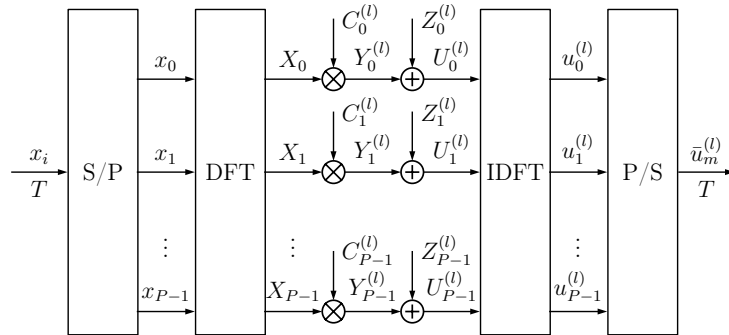 C_0^{(l)} Z_0^{(l)}
x_0 X_0 Y_0^{(l)} U_0^{(l)} u_0^{(l)}
C_1^{(l)} Z_1^{(l)}
x_i S/P x_1 DFT X_1 Y_1^{(l)} U_1^{(l)} IDFT u_1^{(l)} P/S \bar{u}_m^{(l)}
T T
⋮ ⋮ ⋮
C_{P-1}^{(l)} Z_{P-1}^{(l)}
x_{P-1} X_{P-1} Y_{P-1}^{(l)} U_{P-1}^{(l)} u_{P-1}^{(l)}